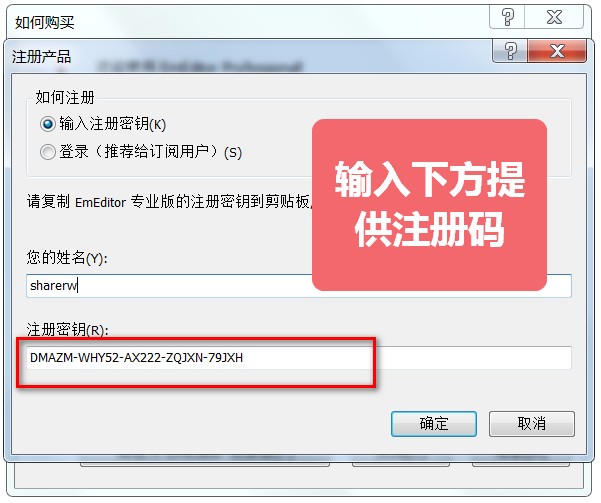 如何购买
注册产品
如何注册
输入注册密钥(K)
登录（推荐给订阅用户）(S)
请复制 EmEditor 专业版的注册密钥到剪贴板
输入下方提
供注册码
您的姓名(Y):
sharerw
注册密钥(R):
DMAZM-WHY52-AX222-ZQJXN-79JXH
确定
取消